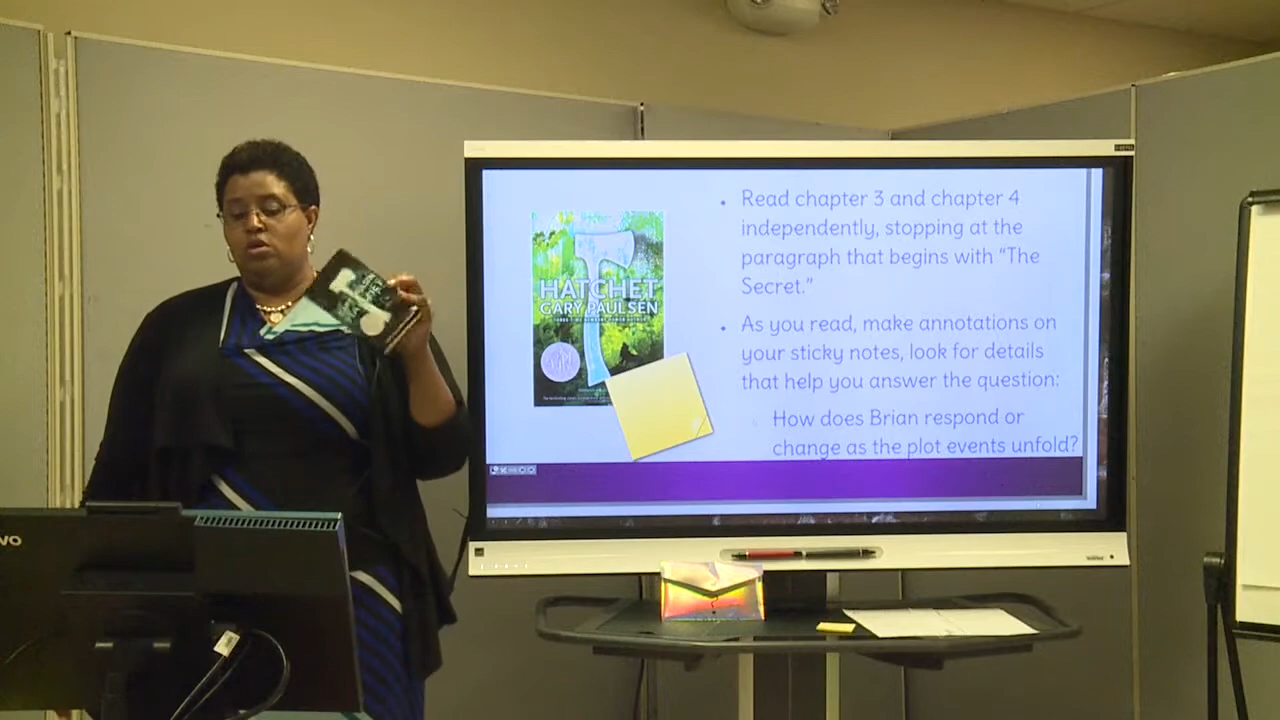 HATCHET
GARY PAULSEN
• Read chapter 3 and chapter 4
independently, stopping at the
paragraph that begins with “The
Secret.”
• As you read, make annotations on
your sticky notes, look for details
that help you answer the question:
How does Brian respond or
change as the plot events unfold?
VO